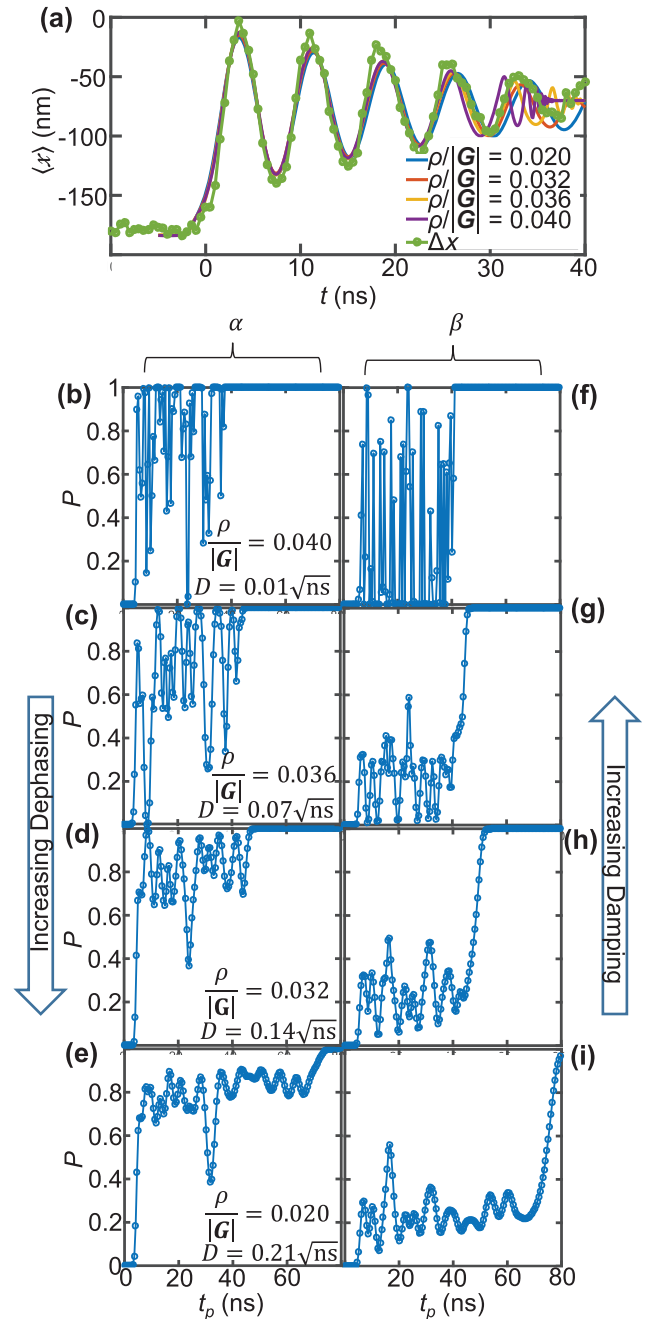 (a)
0
-50
-100
-150
⟨x⟩ (nm)
ρ/|G| = 0.020
ρ/|G| = 0.032
ρ/|G| = 0.036
ρ/|G| = 0.040
Δx
0 10 20 30 40
t (ns)
α β
(b) (f)
1
0.8
0.6
0.4
0.2
P
ρ/|G| = 0.040
D = 0.01√ns
(c) (g)
0.8
0.6
0.4
0.2
P
ρ/|G| = 0.036
D = 0.07√ns
Increasing Dephasing
Increasing Damping
(d) (h)
0.8
0.6
0.4
0.2
P
ρ/|G| = 0.032
D = 0.14√ns
(e) (i)
0.8
0.6
0.4
0.2
0
P
ρ/|G| = 0.020
D = 0.21√ns
0 20 40 60 20 40 60 80
t_p (ns) t_p (ns)